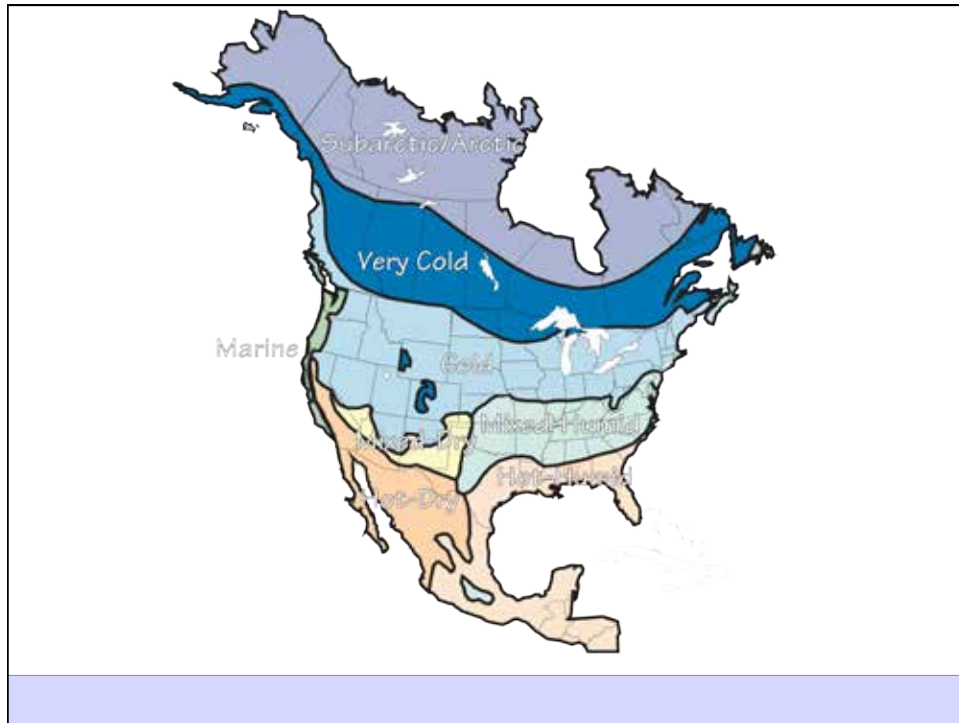 Subarctic/Arctic
Very Cold
Marine
Cold
Mixed-Humid
Mixed-Dry
Hot-Humid
Hot-Dry